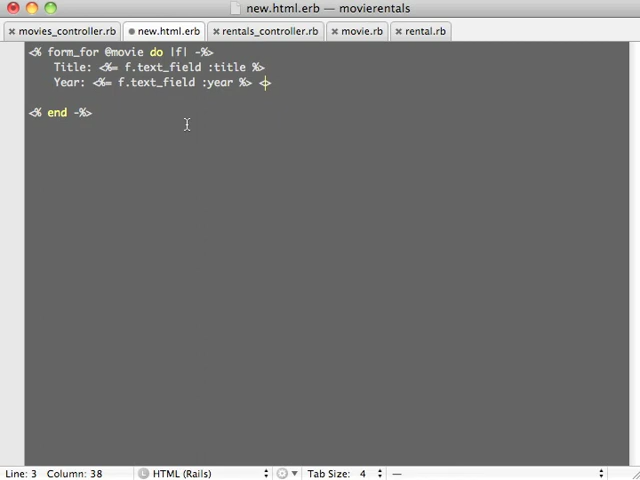 new.html.erb — movierentals
movies_controller.rb new.html.erb rentals_controller.rb movie.rb rental.rb
<% form_for @movie do |f| -%>
Title: <%= f.text_field :title %>
Year: <%= f.text_field :year %> <>
<% end -%>
Line: 3 Column: 38 L HTML (Rails) Tab Size: 4 —